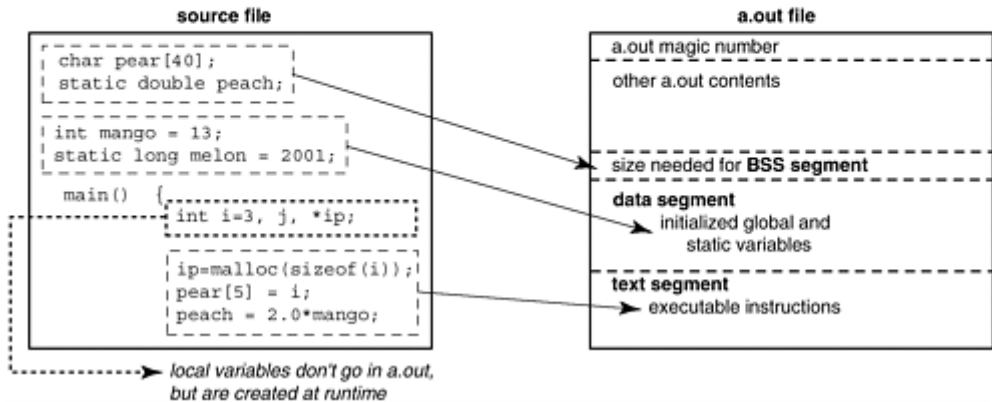 source file
char pear[40];
static double peach;
int mango = 13;
static long melon = 2001;
main() {
int i=3, j, *ip;
ip=malloc(sizeof(i));
pear[5] = i;
peach = 2.0*mango;
local variables don't go in a.out,
but are created at runtime
a.out file
a.out magic number
other a.out contents
size needed for BSS segment
data segment
initialized global and
static variables
text segment
executable instructions